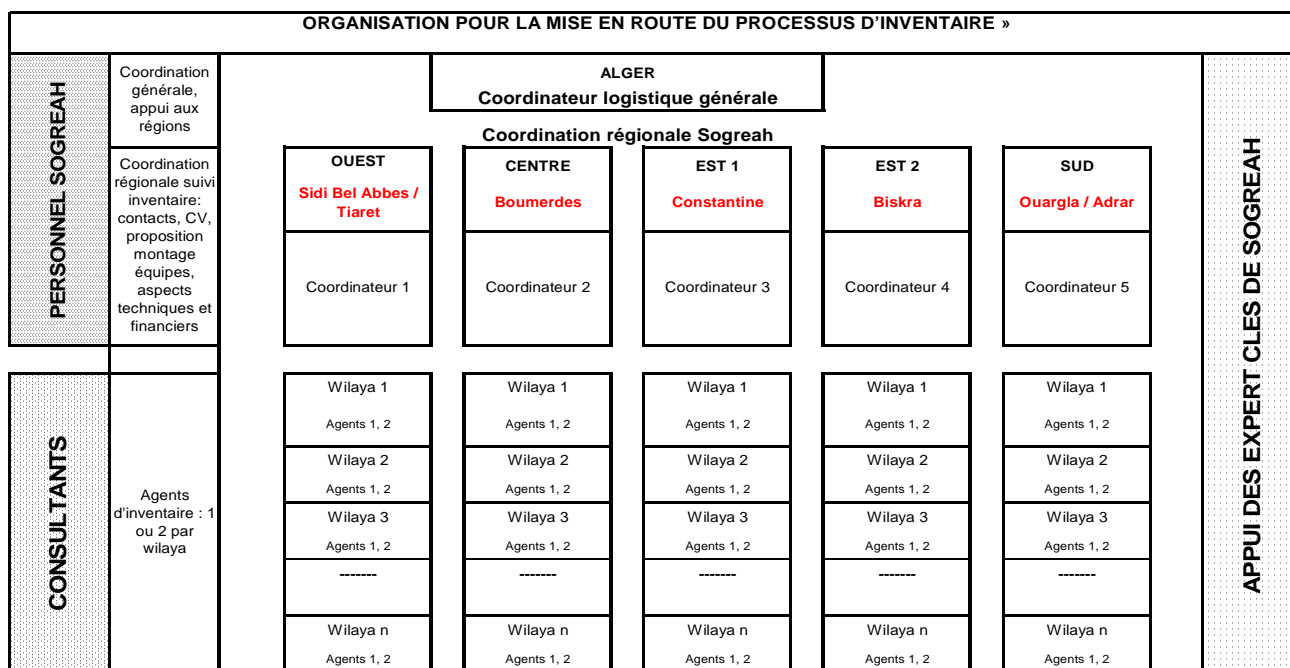 ORGANISATION POUR LA MISE EN ROUTE DU PROCESSUS D'INVENTAIRE »
PERSONNEL SOGREAH
Coordination
générale,
appui aux
régions
ALGER
Coordinateur logistique générale
Coordination régionale Sogreah
Coordination
régionale suivi
inventaire:
contacts, CV,
proposition
montage
équipes,
aspects
techniques et
financiers
OUEST
Sidi Bel Abbes /
Tiaret
Coordinateur 1
CENTRE
Boumerdes
Coordinateur 2
EST 1
Constantine
Coordinateur 3
EST 2
Biskra
Coordinateur 4
SUD
Ouargla / Adrar
Coordinateur 5
CONSULTANTS
Agents
d'inventaire : 1
ou 2 par
wilaya
Wilaya 1
Agents 1, 2
Wilaya 2
Agents 1, 2
Wilaya 3
Agents 1, 2
-------
Wilaya n
Agents 1, 2
Wilaya 1
Agents 1, 2
Wilaya 2
Agents 1, 2
Wilaya 3
Agents 1, 2
-------
Wilaya n
Agents 1, 2
Wilaya 1
Agents 1, 2
Wilaya 2
Agents 1, 2
Wilaya 3
Agents 1, 2
-------
Wilaya n
Agents 1, 2
Wilaya 1
Agents 1, 2
Wilaya 2
Agents 1, 2
Wilaya 3
Agents 1, 2
-------
Wilaya n
Agents 1, 2
Wilaya 1
Agents 1, 2
Wilaya 2
Agents 1, 2
Wilaya 3
Agents 1, 2
-------
Wilaya n
Agents 1, 2
APPUI DES EXPERT CLES DE SOGREAH